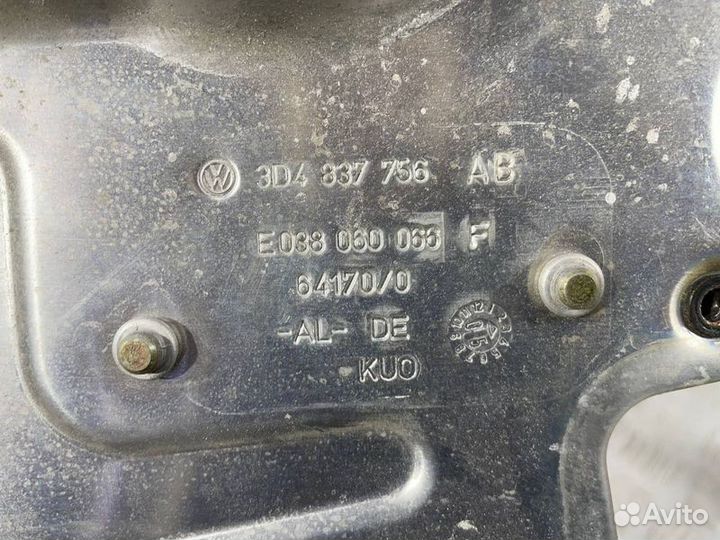 3D4 837 756 AB
E038 060 066 F
64170/0
-AL- DE
KUO
Avito